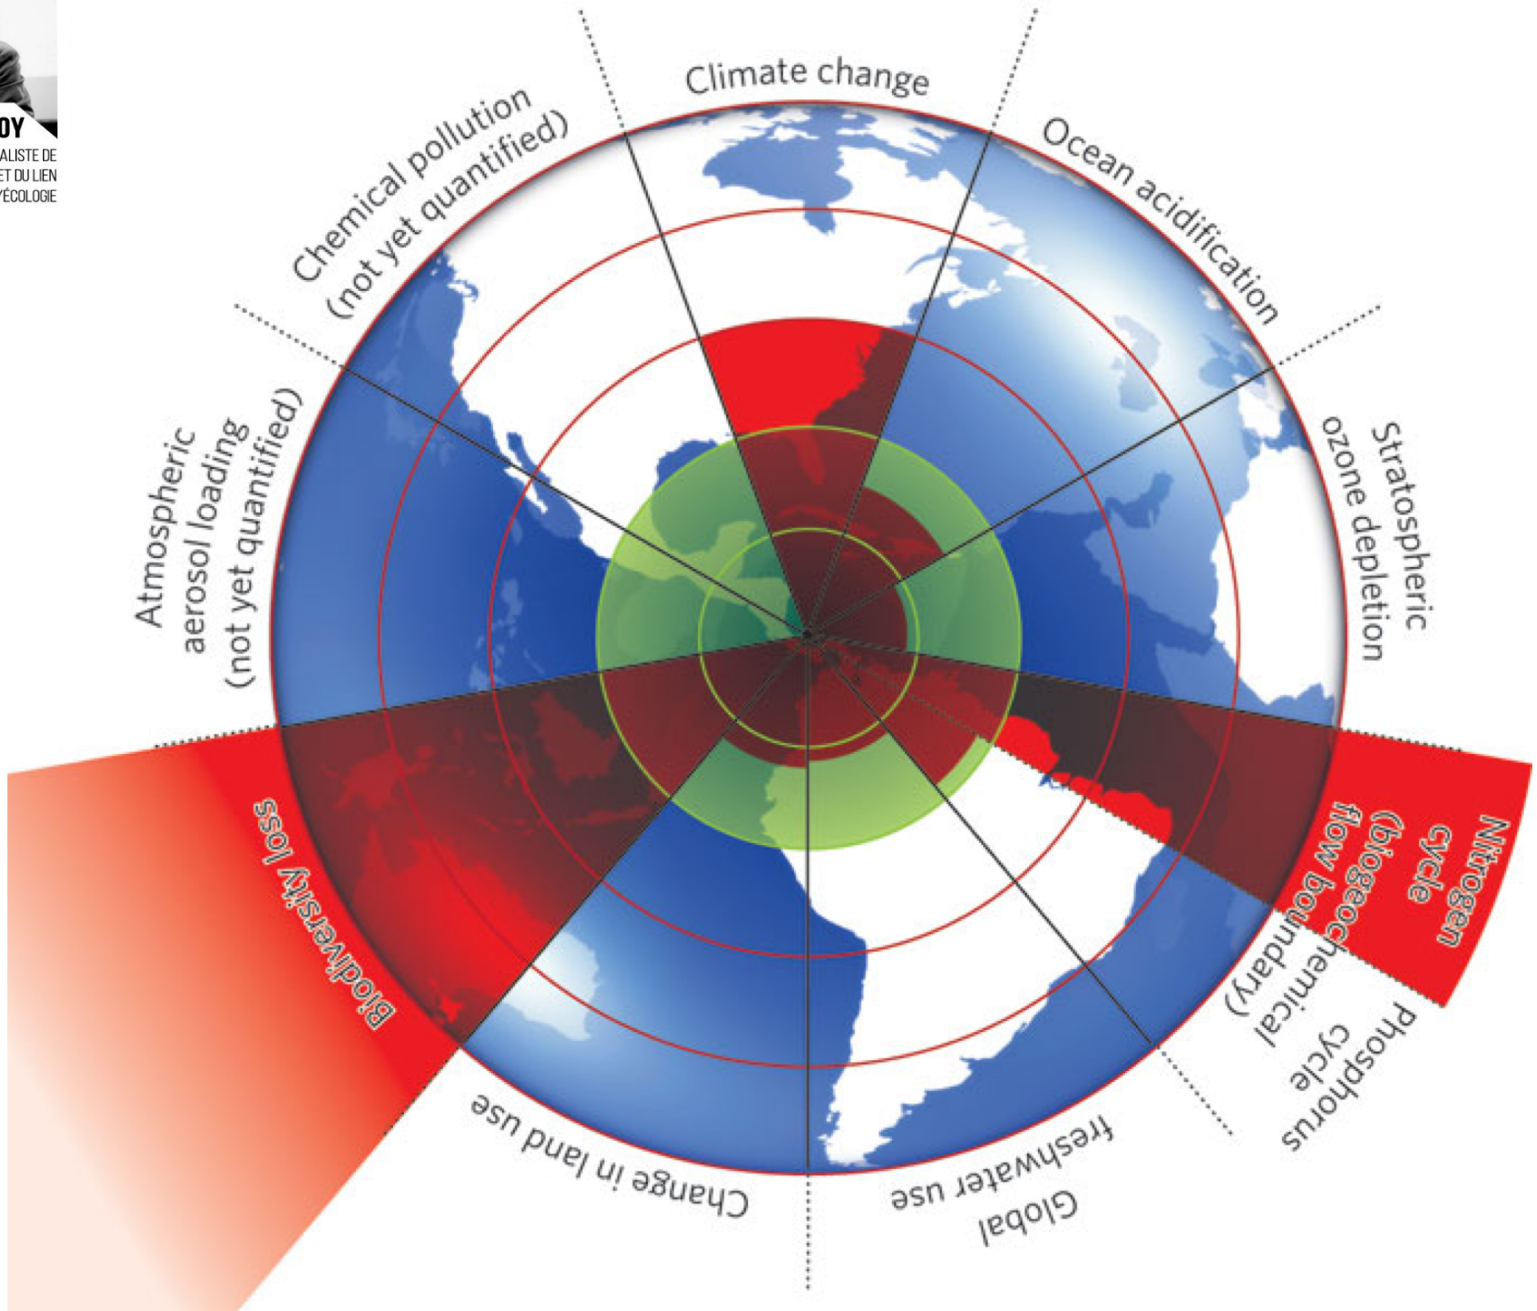 OY
ALISTE DE
ET DU LIEN
/ÉCOLOGIE
Climate change
Ocean acidification
Stratospheric
ozone depletion
Nitrogen
cycle
(biogeochemical
flow boundary)
Phosphorus
cycle
Global
freshwater use
Change in land use
Biodiversity loss
Atmospheric
aerosol loading
(not yet quantified)
Chemical pollution
(not yet quantified)